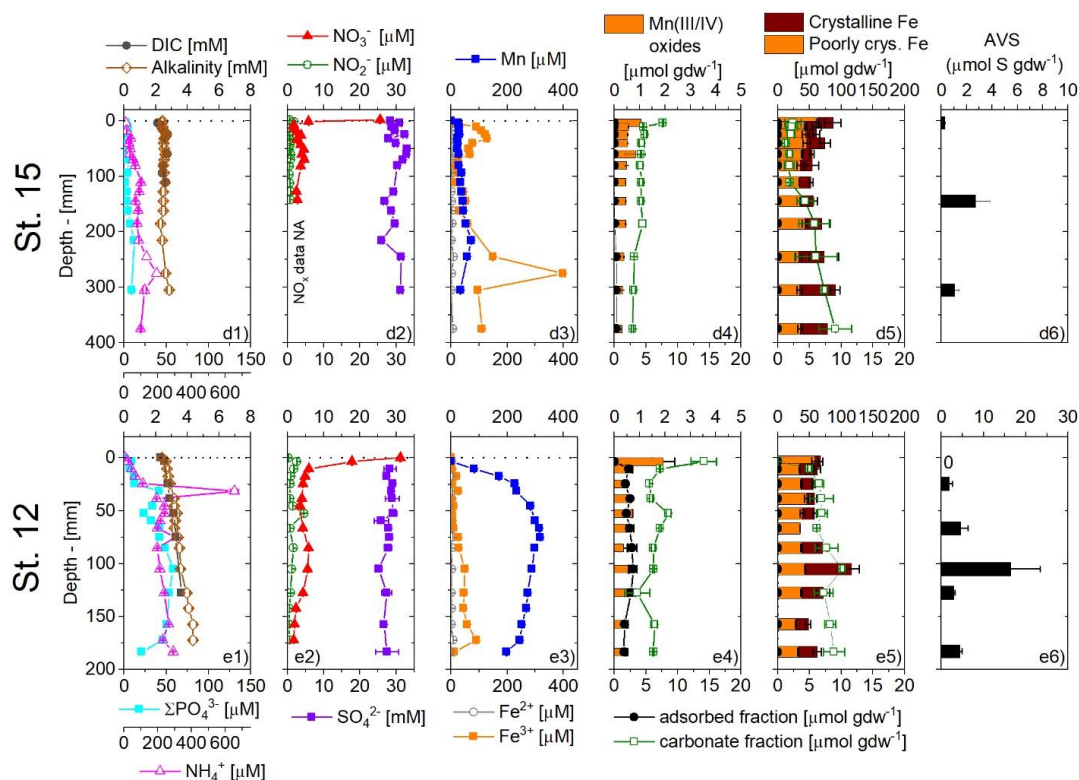 DIC [mM]
Alkalinity [mM]
NO₃⁻ [µM]
NO₂⁻ [µM]
Mn [µM]
Mn(III/IV)
oxides
[µmol gdw⁻¹]
Crystalline Fe
Poorly crys. Fe
[µmol gdw⁻¹]
AVS
(µmol S gdw⁻¹)
0 2 4 6 8
0 10 20 30
0 200 400
0 1 2 3 4 5
0 50 100 150 200
0 2 4 6 8 10
St. 15
Depth - [mm]
0
100
200
300
400
NOₓ data NA
d1)
d2)
d3)
d4)
d5)
d6)
0 50 100 150
0 10 20 30
0 200 400
0 5 10 15 20
0 5 10 15 20
0 200 400 600
0 2 4 6 8
0 10 20 30
0 200 400
0 1 2 3 4 5
0 50 100 150 200
0 10 20 30
St. 12
Depth - [mm]
0
50
100
150
200
0
e1)
e2)
e3)
e4)
e5)
e6)
0 50 100 150
0 10 20 30
0 200 400
0 5 10 15 20
0 5 10 15 20
0 200 400 600
ΣPO₄³⁻ [µM]
NH₄⁺ [µM]
SO₄²⁻ [mM]
Fe²⁺ [µM]
Fe³⁺ [µM]
adsorbed fraction [µmol gdw⁻¹]
carbonate fraction [µmol gdw⁻¹]